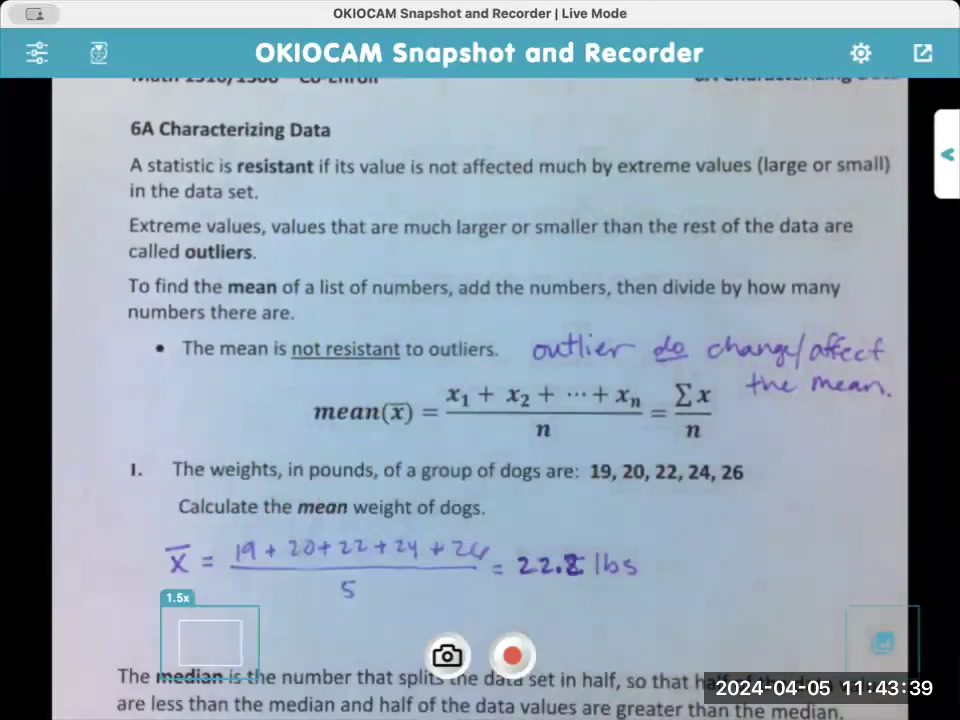 OKIOCAM Snapshot and Recorder | Live Mode
OKIOCAM Snapshot and Recorder
6A Characterizing Data
A statistic is resistant if its value is not affected much by extreme values (large or small)
in the data set.
Extreme values, values that are much larger or smaller than the rest of the data are
called outliers.
To find the mean of a list of numbers, add the numbers, then divide by how many
numbers there are.
• The mean is not resistant to outliers. outlier do change/affect
the mean.
mean(x̄) = (x₁ + x₂ + ⋯ + xₙ)/n = ∑x/n
1. The weights, in pounds, of a group of dogs are: 19, 20, 22, 24, 26
Calculate the mean weight of dogs.
x̄ = (19 + 20 + 22 + 24 + 26)/5 = 22.2 lbs
1.5x
The median is the number that splits the data set in half, so that half
2024-04-05 11:43:39
are less than the median and half of the data values are greater than the median.